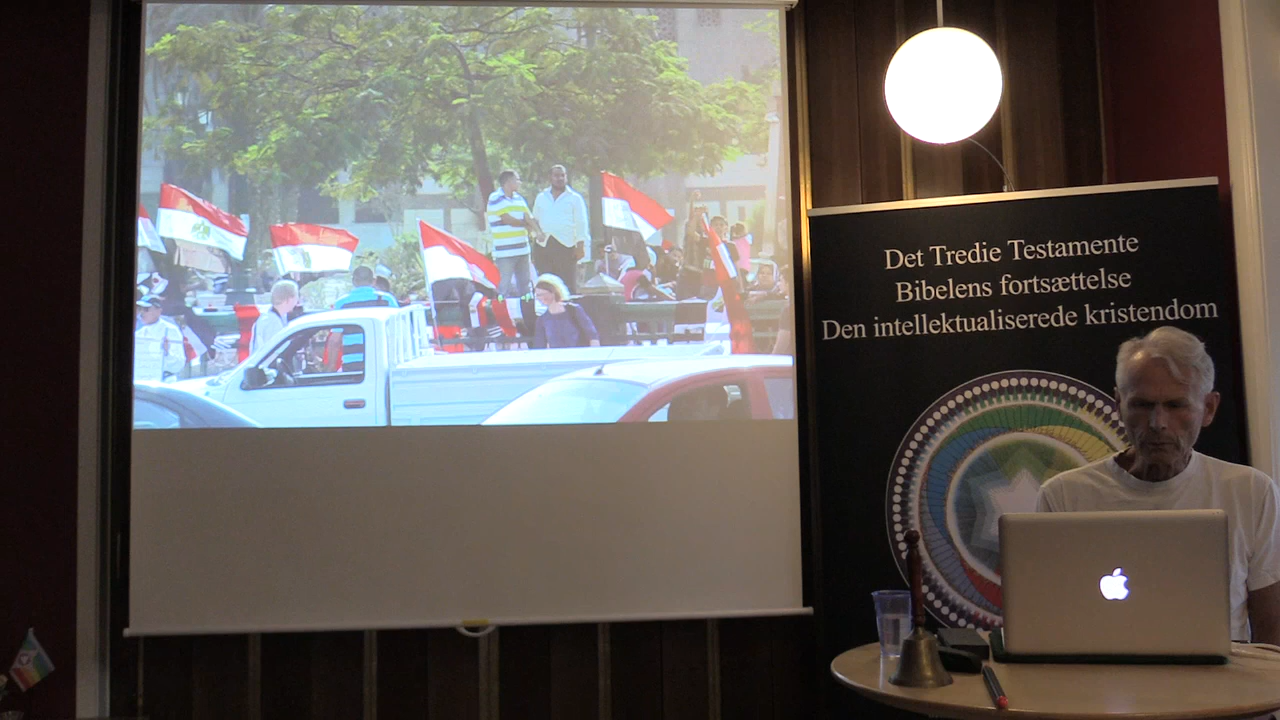 Det Tredie Testamente
Bibelens fortsættelse
Den intellektualiserede kristendom